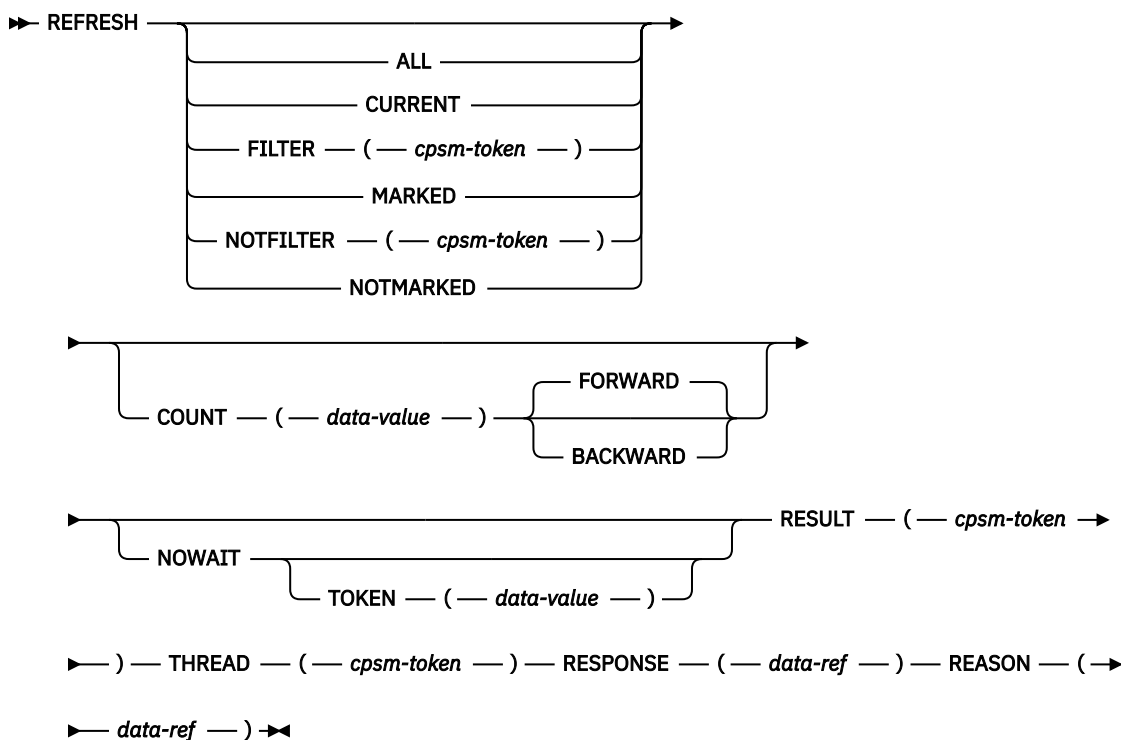 REFRESH
ALL
CURRENT
FILTER ( cpsm-token )
MARKED
NOTFILTER ( cpsm-token )
NOTMARKED
FORWARD
COUNT ( data-value )
BACKWARD
RESULT ( cpsm-token
NOWAIT
TOKEN ( data-value )
) THREAD ( cpsm-token ) RESPONSE ( data-ref ) REASON (
data-ref )